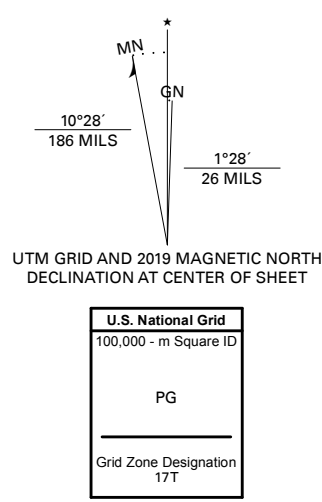 ★
MN
GN
10°28´
186 MILS
1°28´
26 MILS
UTM GRID AND 2019 MAGNETIC NORTH
DECLINATION AT CENTER OF SHEET
U.S. National Grid
100,000 - m Square ID
PG
Grid Zone Designation
17T